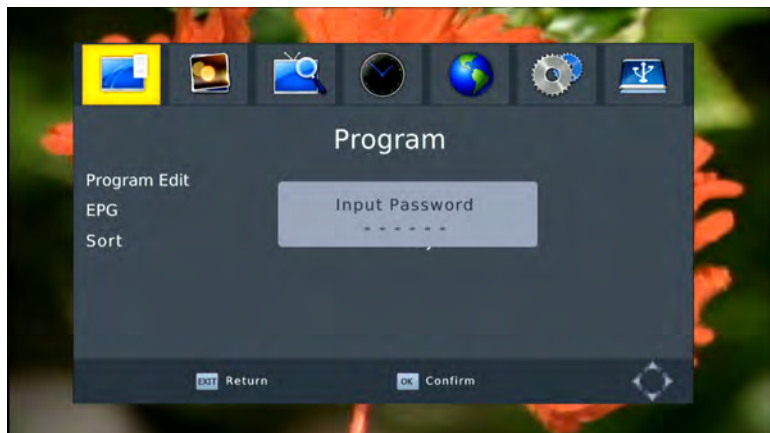 Program
Program Edit
EPG
Input Password
- - - - - -
Sort
EXIT Return
OK Confirm